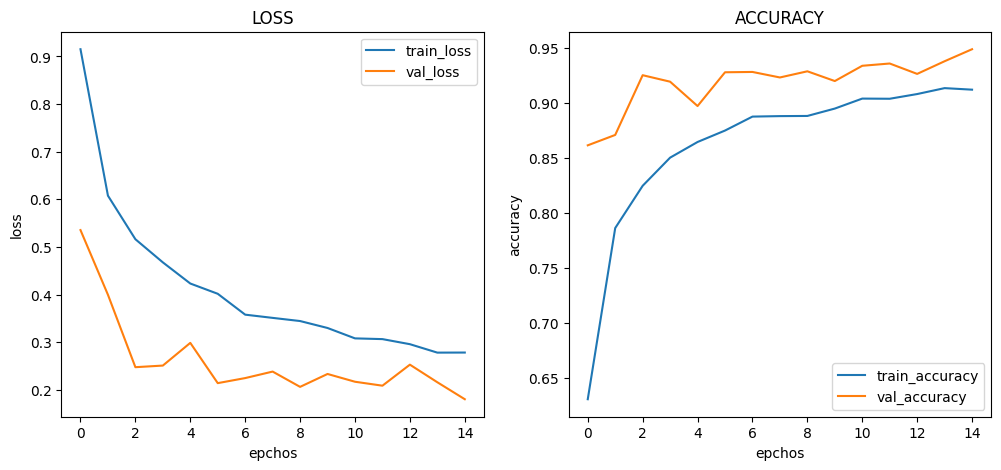 LOSS
0.9
0.8
0.7
0.6
0.5
0.4
0.3
0.2
loss
0 2 4 6 8 10 12 14
epchos
train_loss
val_loss
ACCURACY
0.95
0.90
0.85
0.80
0.75
0.70
0.65
accuracy
0 2 4 6 8 10 12 14
epchos
train_accuracy
val_accuracy